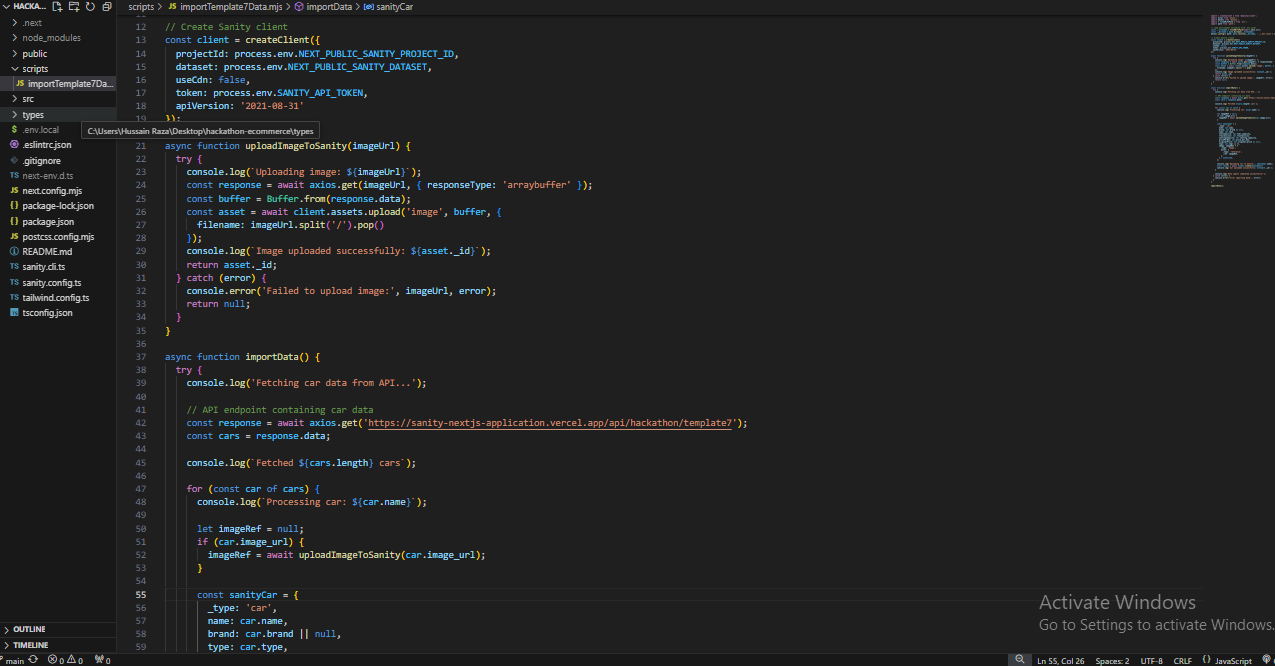 HACKA...
.next
node_modules
public
scripts
JS importTemplate7Da...
src
types
$ .env.local
.eslintrc.json
.gitignore
TS next-env.d.ts
JS next.config.mjs
{} package-lock.json
{} package.json
JS postcss.config.mjs
README.md
TS sanity.cli.ts
TS sanity.config.ts
TS tailwind.config.ts
tsconfig.json
OUTLINE
TIMELINE
C:\Users\Hussain Raza\Desktop\hackathon-ecommerce\types
scripts > JS importTemplate7Data.mjs > importData > sanityCar
12 // Create Sanity client
13 const client = createClient({
14 projectId: process.env.NEXT_PUBLIC_SANITY_PROJECT_ID,
15 dataset: process.env.NEXT_PUBLIC_SANITY_DATASET,
16 useCdn: false,
17 token: process.env.SANITY_API_TOKEN,
18 apiVersion: '2021-08-31'
19 });
21 async function uploadImageToSanity(imageUrl) {
22 try {
23 console.log(`Uploading image: ${imageUrl}`);
24 const response = await axios.get(imageUrl, { responseType: 'arraybuffer' });
25 const buffer = Buffer.from(response.data);
26 const asset = await client.assets.upload('image', buffer, {
27 filename: imageUrl.split('/').pop()
28 });
29 console.log(`Image uploaded successfully: ${asset._id}`);
30 return asset._id;
31 } catch (error) {
32 console.error('Failed to upload image:', imageUrl, error);
33 return null;
34 }
35 }
36
37 async function importData() {
38 try {
39 console.log('Fetching car data from API...');
40
41 // API endpoint containing car data
42 const response = await axios.get('https://sanity-nextjs-application.vercel.app/api/hackathon/template7');
43 const cars = response.data;
44
45 console.log(`Fetched ${cars.length} cars`);
46
47 for (const car of cars) {
48 console.log(`Processing car: ${car.name}`);
49
50 let imageRef = null;
51 if (car.image_url) {
52 imageRef = await uploadImageToSanity(car.image_url);
53 }
54
55 const sanityCar = {
56 _type: 'car',
57 name: car.name,
58 brand: car.brand || null,
59 type: car.type,
Activate Windows
Go to Settings to activate Windows.
main 0 0 0 Ln 55, Col 26 Spaces: 2 UTF-8 CRLF {} JavaScript